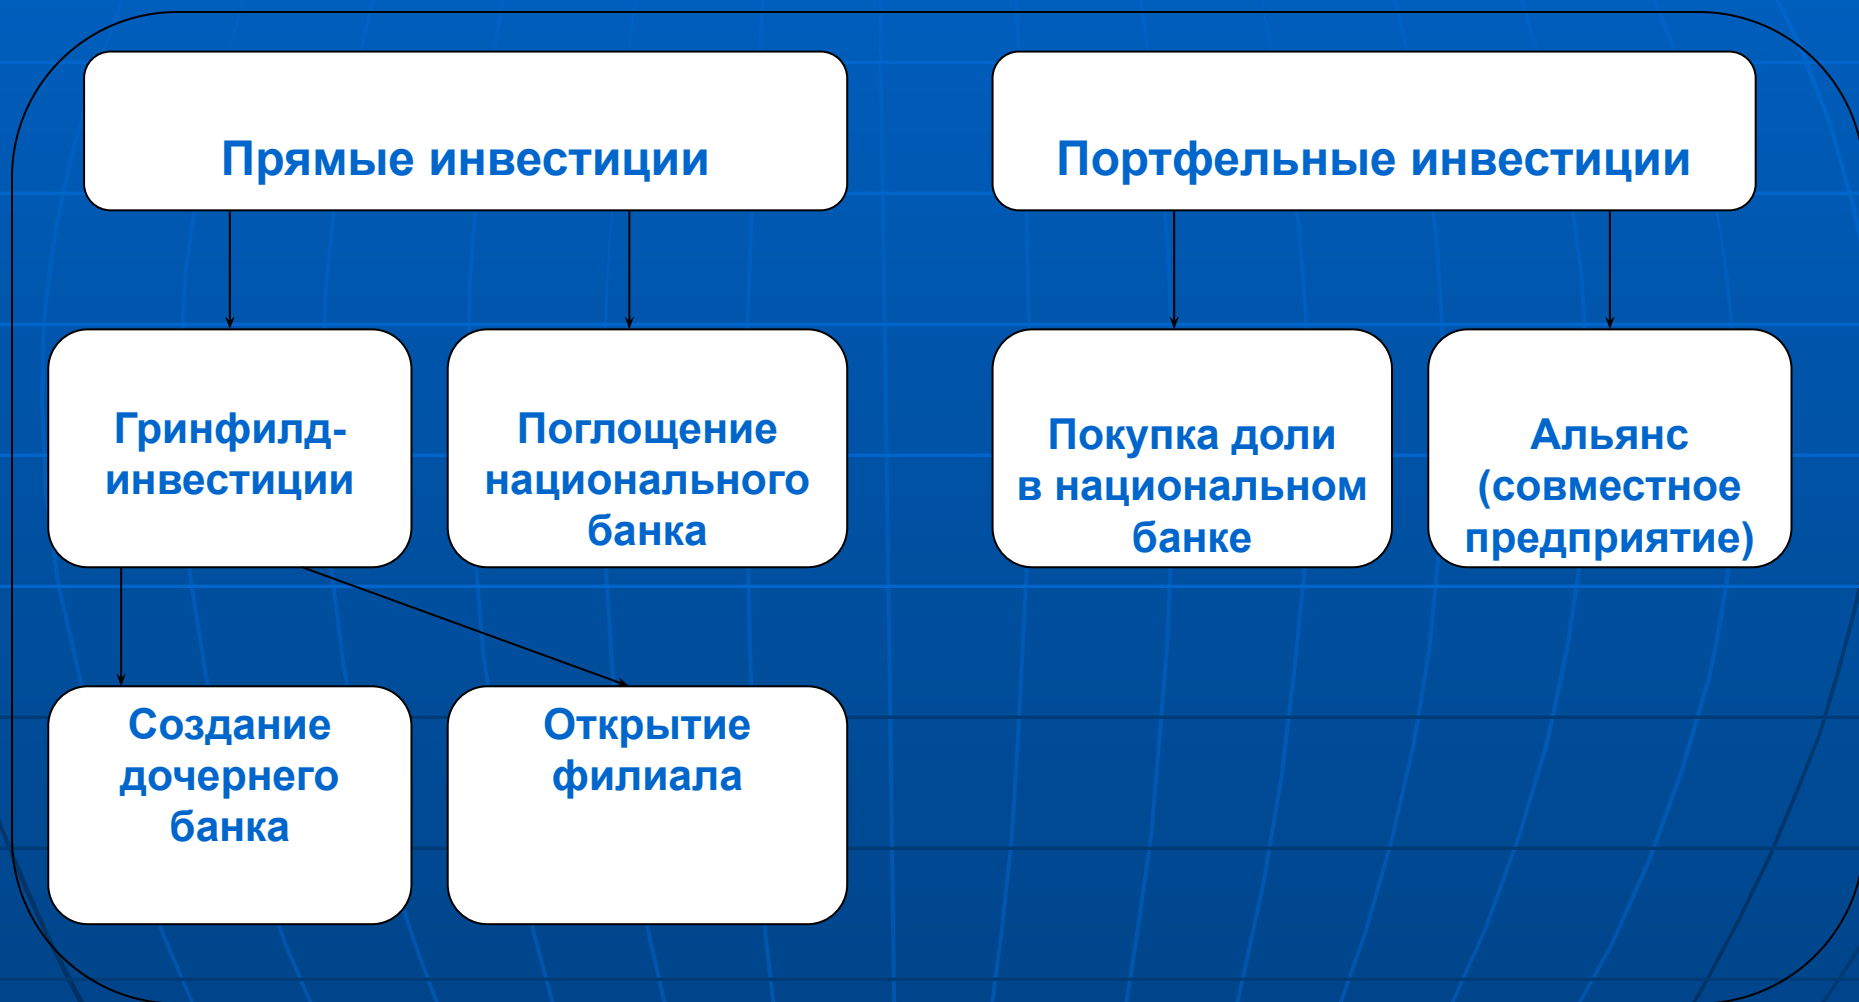 Прямые инвестиции
Портфельные инвестиции
Гринфилд-
инвестиции
Поглощение
национального
банка
Покупка доли
в национальном
банке
Альянс
(совместное
предприятие)
Создание
дочернего
банка
Открытие
филиала